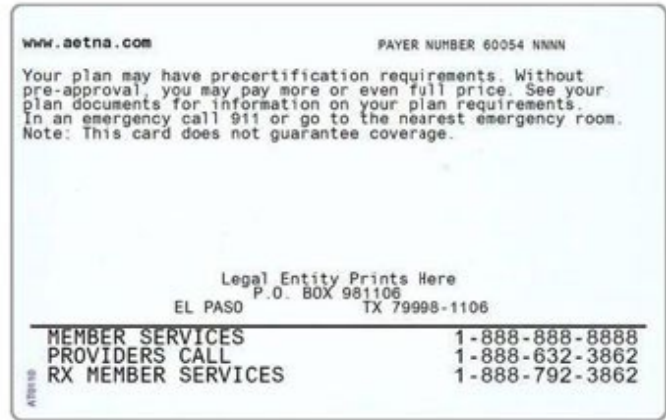 www.aetna.com PAYER NUMBER 60054 NNNN
Your plan may have precertification requirements. Without
pre-approval, you may pay more or even full price. See your
plan documents for information on your plan requirements.
In an emergency call 911 or go to the nearest emergency room.
Note: This card does not guarantee coverage.
Legal Entity Prints Here
P.O. BOX 981106
EL PASO TX 79998-1106
MEMBER SERVICES 1-888-888-8888
PROVIDERS CALL 1-888-632-3862
RX MEMBER SERVICES 1-888-792-3862
AT0110